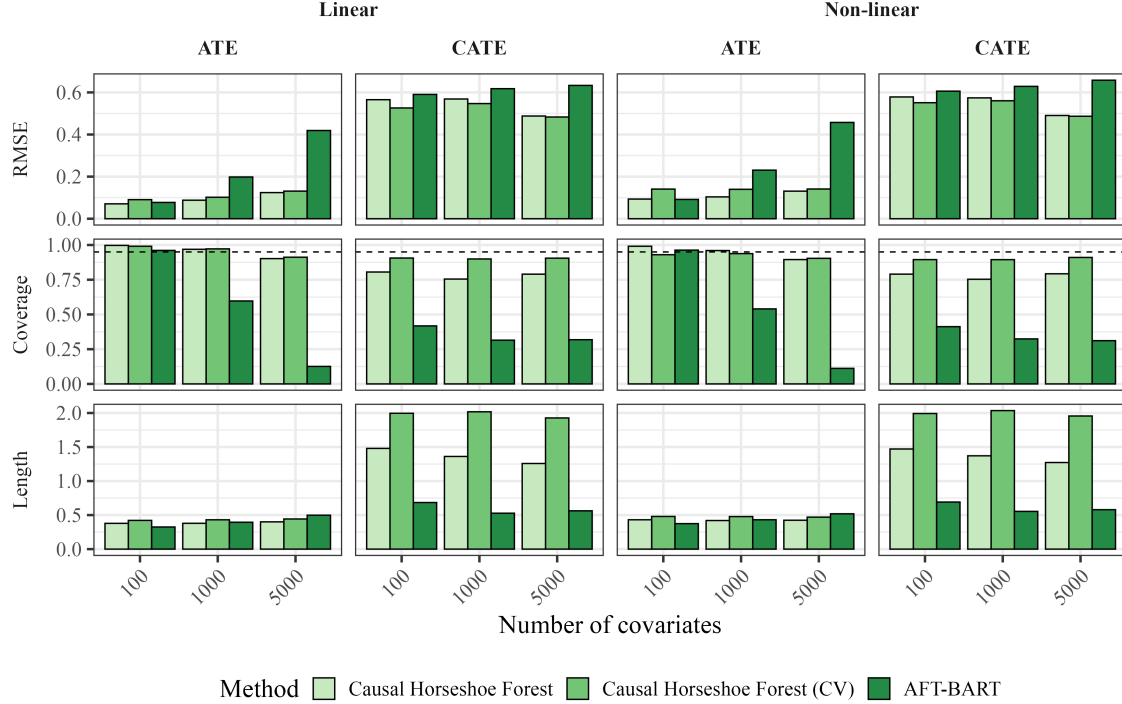 Linear Non-linear
ATE CATE ATE CATE
RMSE
0.6
0.4
0.2
0.0
Coverage
1.00
0.75
0.50
0.25
0.00
Length
2.0
1.5
1.0
0.5
0.0
100 1000 5000 100 1000 5000 100 1000 5000 100 1000 5000
Number of covariates
Method Causal Horseshoe Forest Causal Horseshoe Forest (CV) AFT-BART